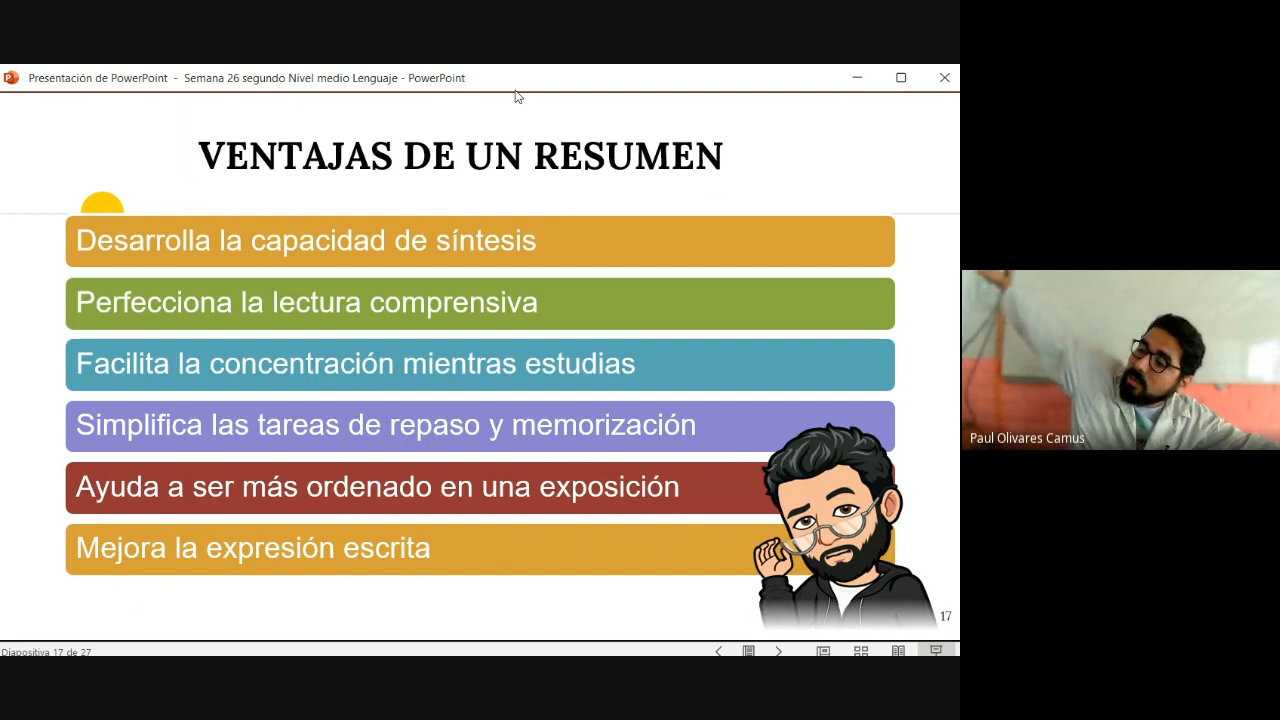 Presentación de PowerPoint - Semana 26 segundo Nivel medio Lenguaje - PowerPoint
VENTAJAS DE UN RESUMEN
Desarrolla la capacidad de síntesis
Perfecciona la lectura comprensiva
Facilita la concentración mientras estudias
Simplifica las tareas de repaso y memorización
Ayuda a ser más ordenado en una exposición
Mejora la expresión escrita
17
Diapositiva 17 de 27
Paul Olivares Camus